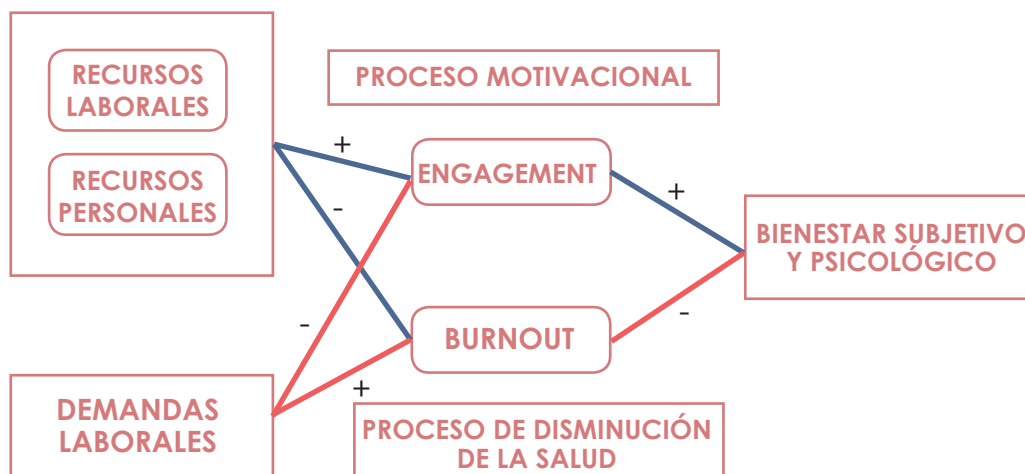 RECURSOS
LABORALES
RECURSOS
PERSONALES
PROCESO MOTIVACIONAL
+
ENGAGEMENT
-
+
BIENESTAR SUBJETIVO
Y PSICOLÓGICO
-
BURNOUT
-
+
DEMANDAS
LABORALES
PROCESO DE DISMINUCIÓN
DE LA SALUD